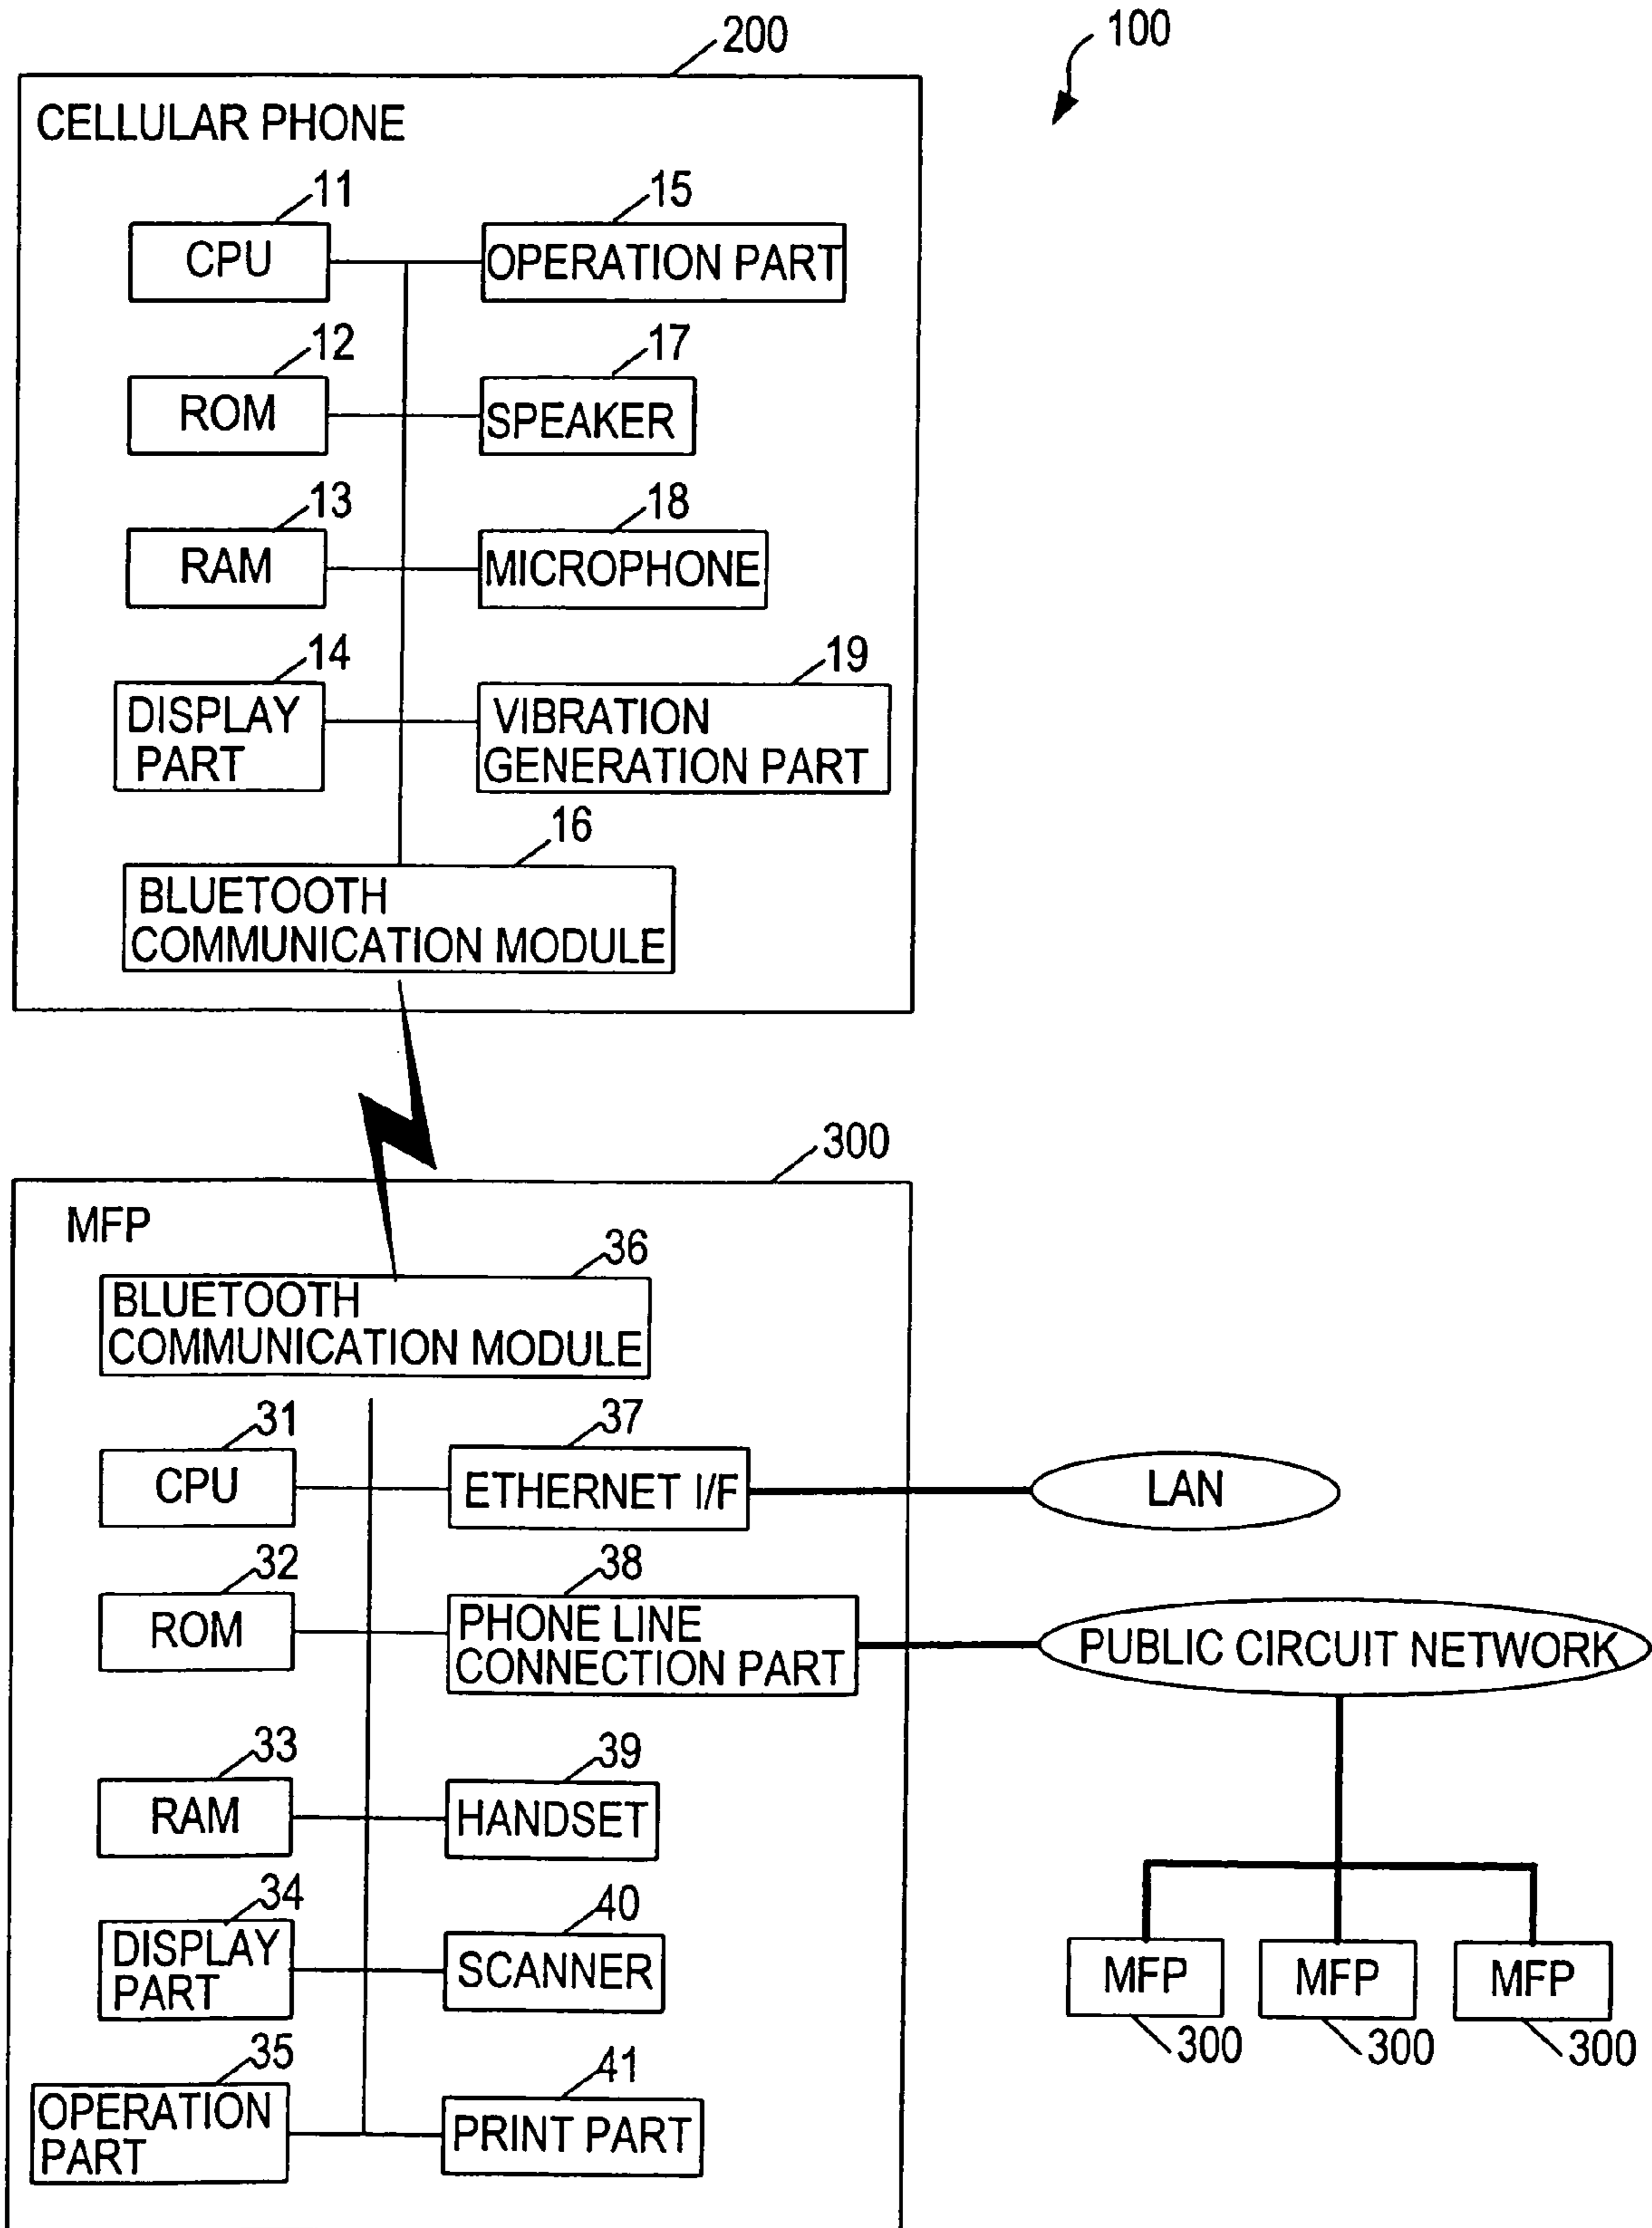 200
100
CELLULAR PHONE
11
15
CPU
OPERATION PART
12
17
ROM
SPEAKER
13
18
RAM
MICROPHONE
14
19
DISPLAY
PART
VIBRATION
GENERATION PART
16
BLUETOOTH
COMMUNICATION MODULE
300
MFP
36
BLUETOOTH
COMMUNICATION MODULE
31
37
CPU
ETHERNET I/F
LAN
32
38
ROM
PHONE LINE
CONNECTION PART
PUBLIC CIRCUIT NETWORK
33
39
RAM
HANDSET
34
40
DISPLAY
PART
SCANNER
MFP
MFP
MFP
300
300
300
35
41
OPERATION
PART
PRINT PART